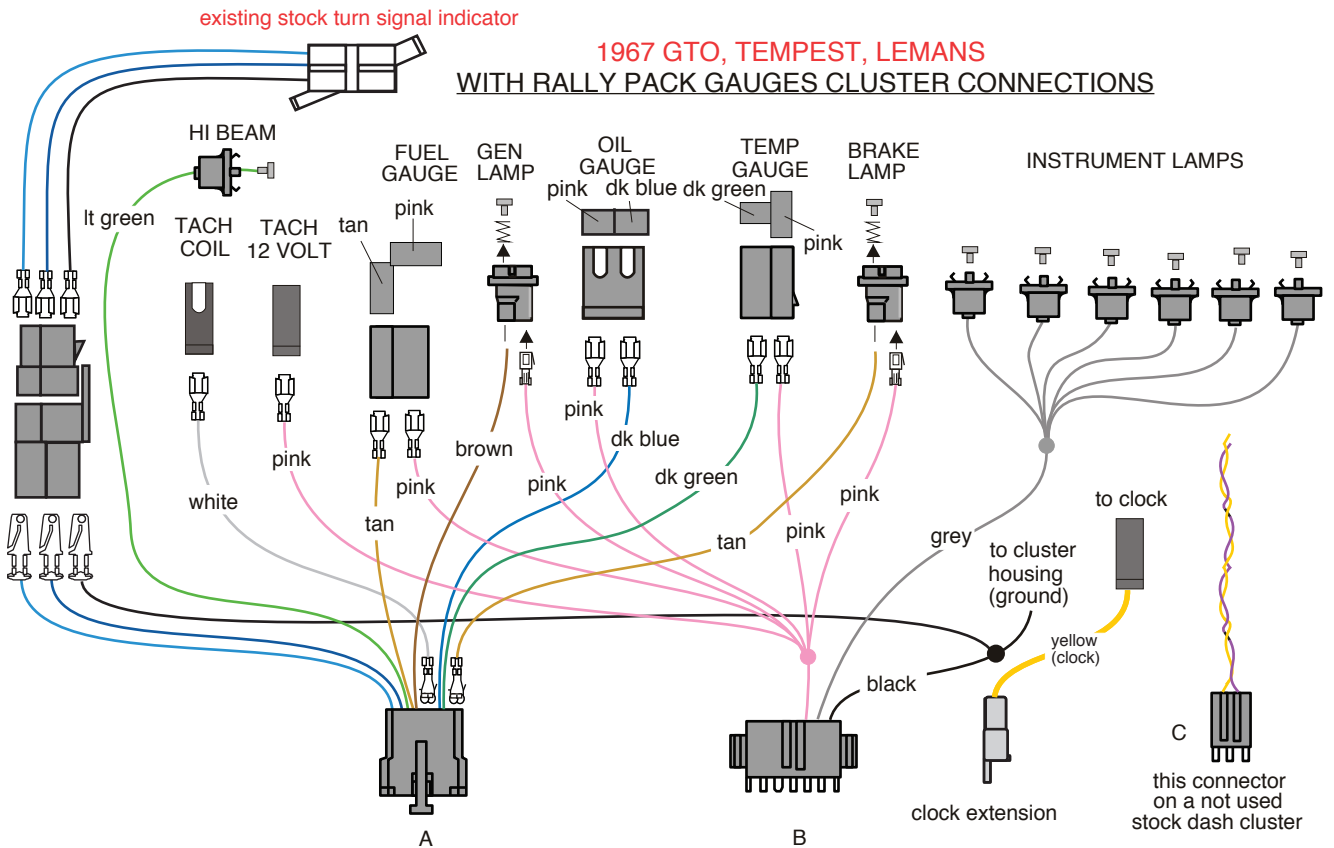 existing stock turn signal indicator
1967 GTO, TEMPEST, LEMANS
WITH RALLY PACK GAUGES CLUSTER CONNECTIONS
HI BEAM
lt green
TACH
COIL
TACH
12 VOLT
FUEL
GAUGE
tan
pink
GEN
LAMP
OIL
GAUGE
pink
dk blue
TEMP
GAUGE
dk green
pink
BRAKE
LAMP
INSTRUMENT LAMPS
white
pink
tan
pink
brown
pink
pink
dk blue
dk green
tan
pink
pink
grey
to cluster
housing
(ground)
to clock
yellow
(clock)
black
A
B
clock extension
C
this connector
on a not used
stock dash cluster